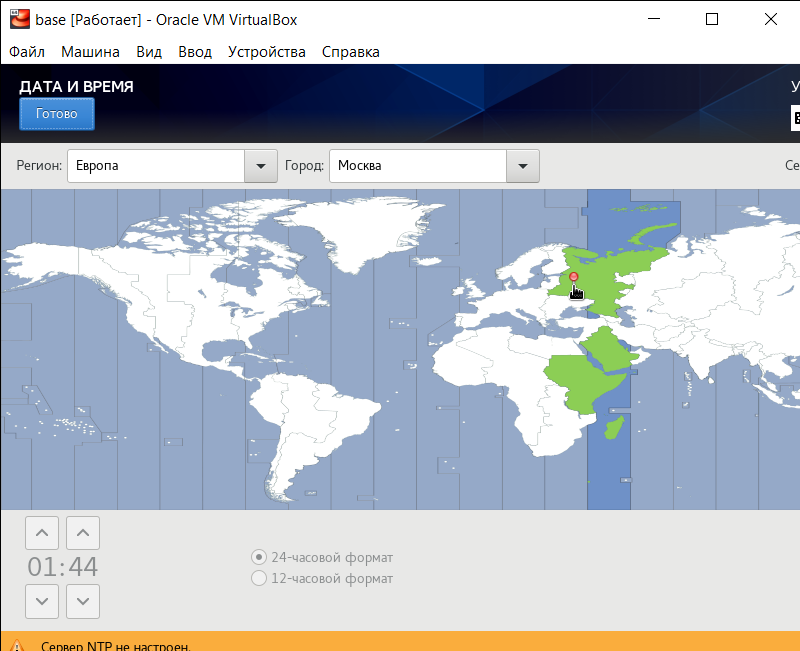 base [Работает] - Oracle VM VirtualBox
Файл Машина Вид Ввод Устройства Справка
ДАТА И ВРЕМЯ
У
Готово
Регион: Европа Город: Москва Се
01:44
24-часовой формат
12-часовой формат
Сервер NTP не настроен.